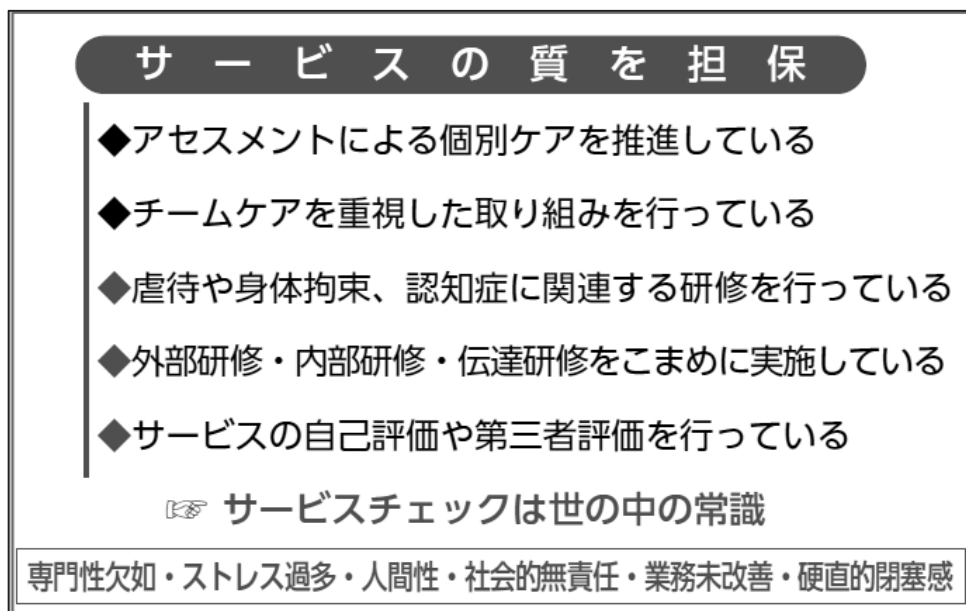 サービスの質を担保
◆アセスメントによる個別ケアを推進している
◆チームケアを重視した取り組みを行っている
◆虐待や身体拘束、認知症に関連する研修を行っている
◆外部研修・内部研修・伝達研修をこまめに実施している
◆サービスの自己評価や第三者評価を行っている
☞ サービスチェックは世の中の常識
専門性欠如・ストレス過多・人間性・社会的無責任・業務未改善・硬直的閉塞感